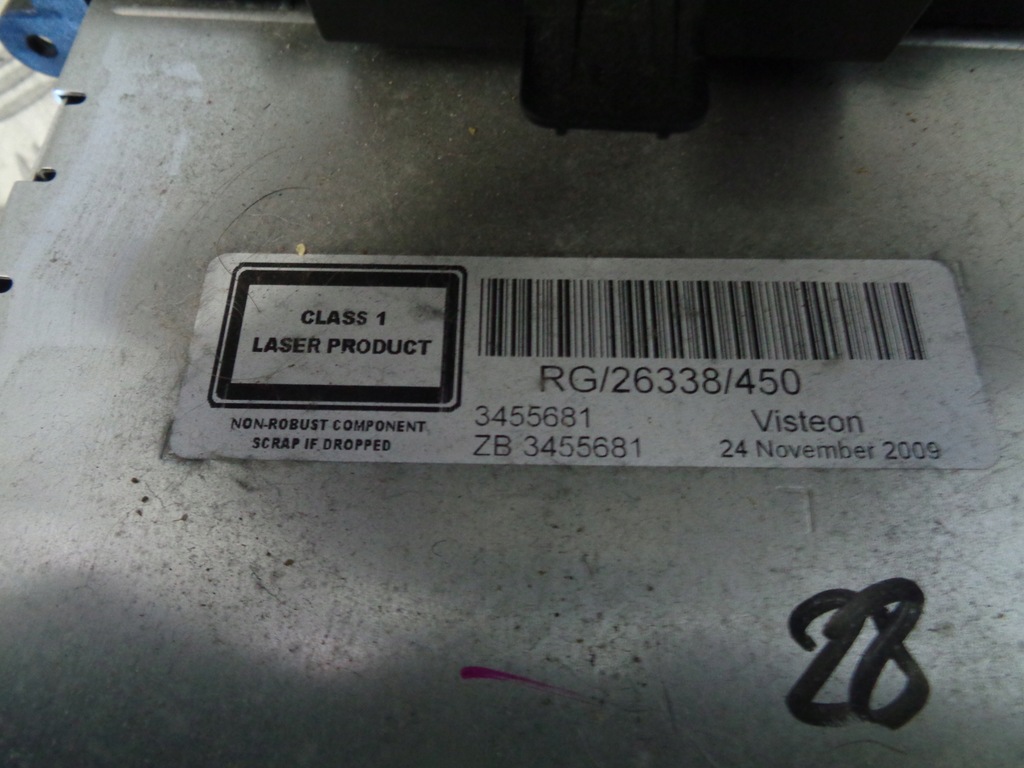 CLASS 1
LASER PRODUCT
NON-ROBUST COMPONENT
SCRAP IF DROPPED
RG/26338/450
3455681
ZB 3455681
Visteon
24 November 2009
28